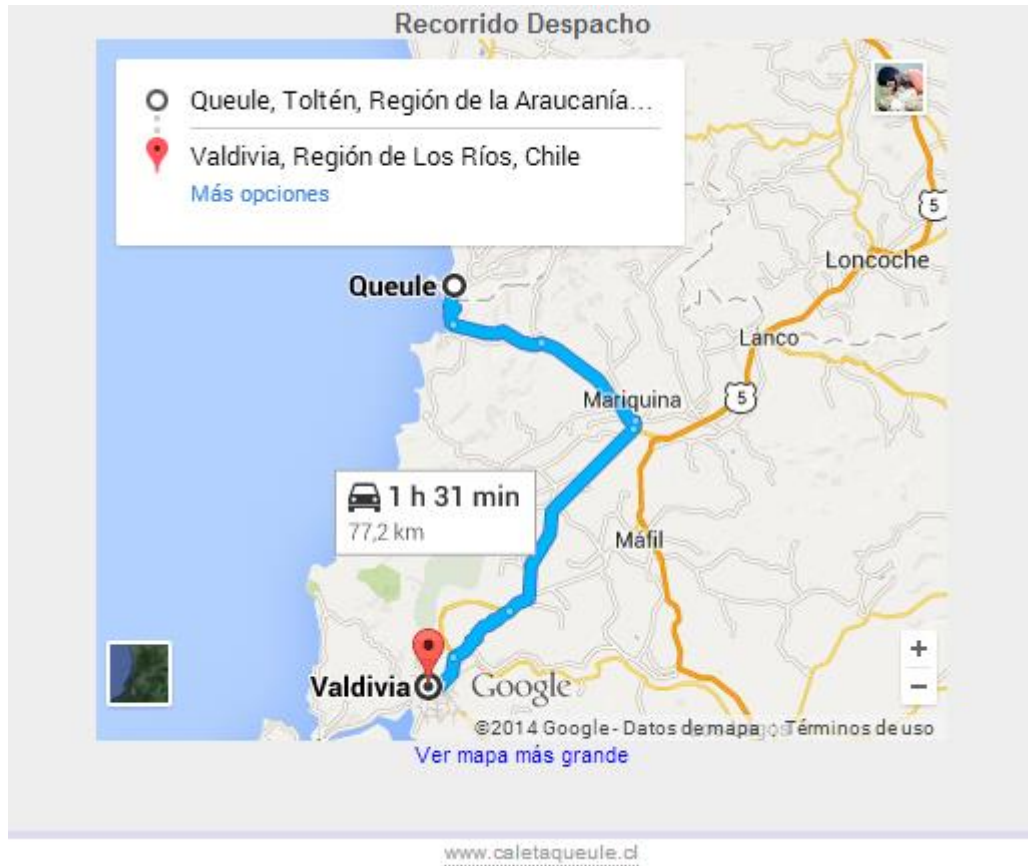 Recorrido Despacho
Queule, Toltén, Región de la Araucanía...
Valdivia, Región de Los Ríos, Chile
Más opciones
5
Loncoche
Queule
Lanco
Mariquina
5
1 h 31 min
77,2 km
Máfil
+
−
Valdivia
Google
©2014 Google - Datos de mapa Términos de uso
Ver mapa más grande
www.caletaqueule.cl